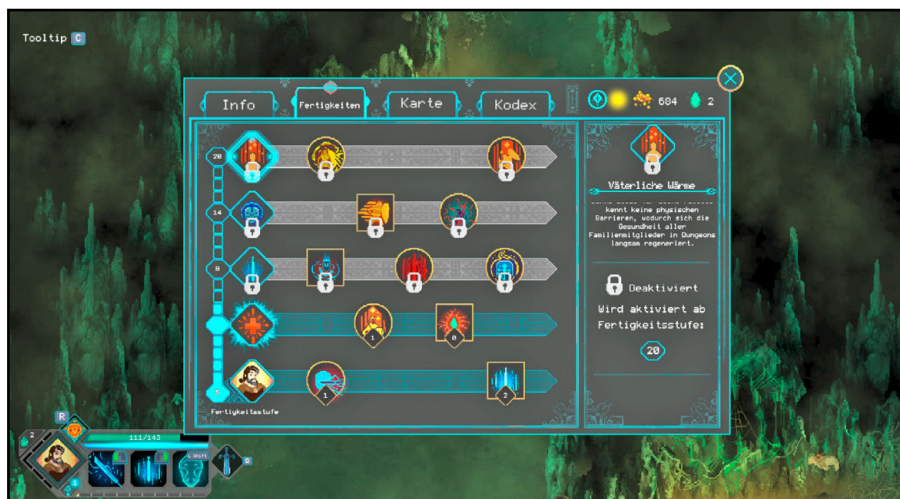 Tooltip C
Info
Fertigkeiten
Karte
Kodex
684
2
20
14
8
1
0
1
2
5
Fertigkeitsstufe
Väterliche Wärme
kennt keine physischen
Barrieren, wodurch sich die
Gesundheit aller
Familienmitglieder in Dungeons
langsam regeneriert.
Deaktiviert
Wird aktiviert ab
Fertigkeitsstufe:
20
R
2
111/143